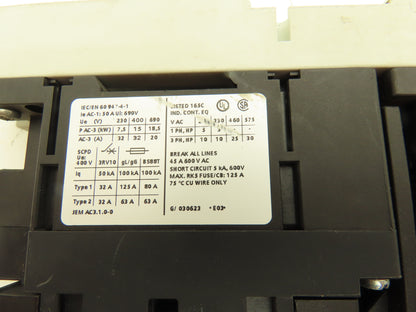 IEC/EN 60 947-4-1
Ie AC-1: 50 A Ui: 690V
Ue (V) 230 400 690
P AC-3 (kW) 7,5 15 18,5
AC-3 (A) 32 32 20
SCPD
Ue:
400 V 3RV10 gL/gG BS88T
Iq 50 kA 100 kA 100 kA
Type 1 32 A 125 A 80 A
Type 2 32 A 63 A 63 A
SEM AC3.1.0-0
LISTED 165C
IND. CONT. EQ
UL
V AC 230 460 575
1 PH, HP 5
3 PH, HP 10 10 25 30
BREAK ALL LINES
45 A 600 V AC
SHORT CIRCUIT 5 kA, 600V
MAX. RK5 FUSE/CB: 125 A
75 °C CU WIRE ONLY
G/ 030623 *E03*